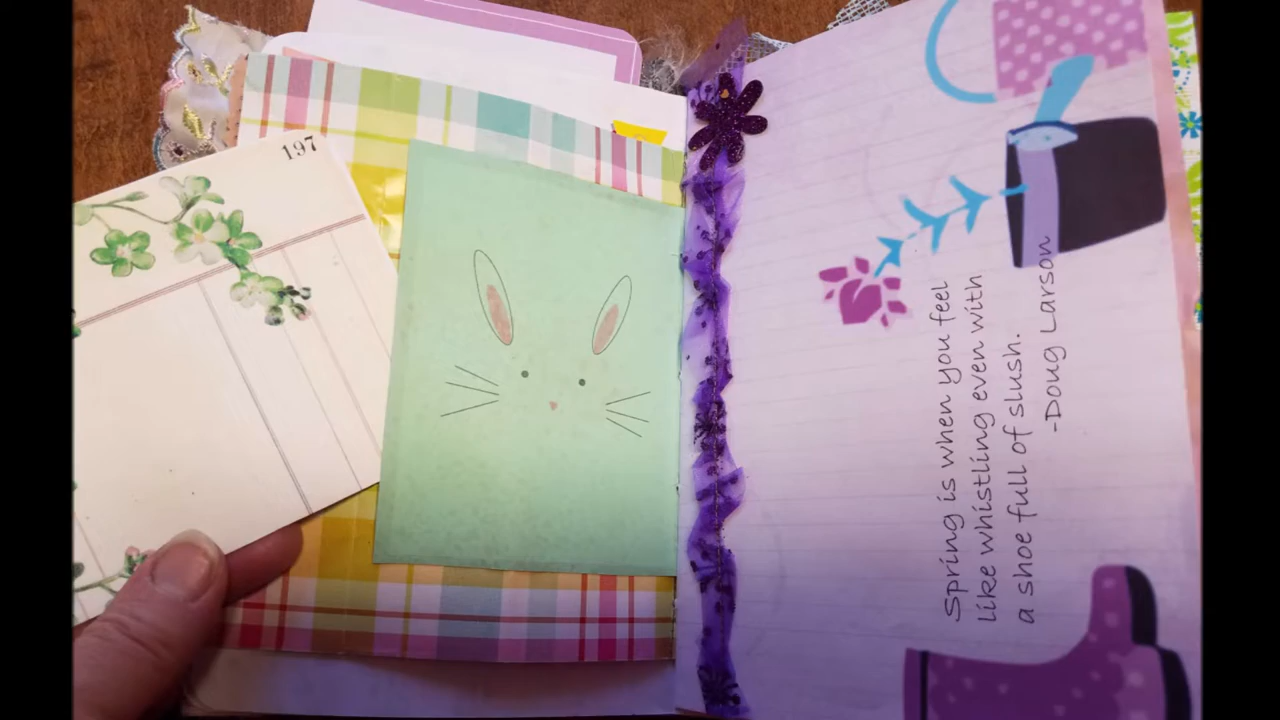 197
Spring is when you feel
like whistling even with
a shoe full of slush.
-Doug Larson